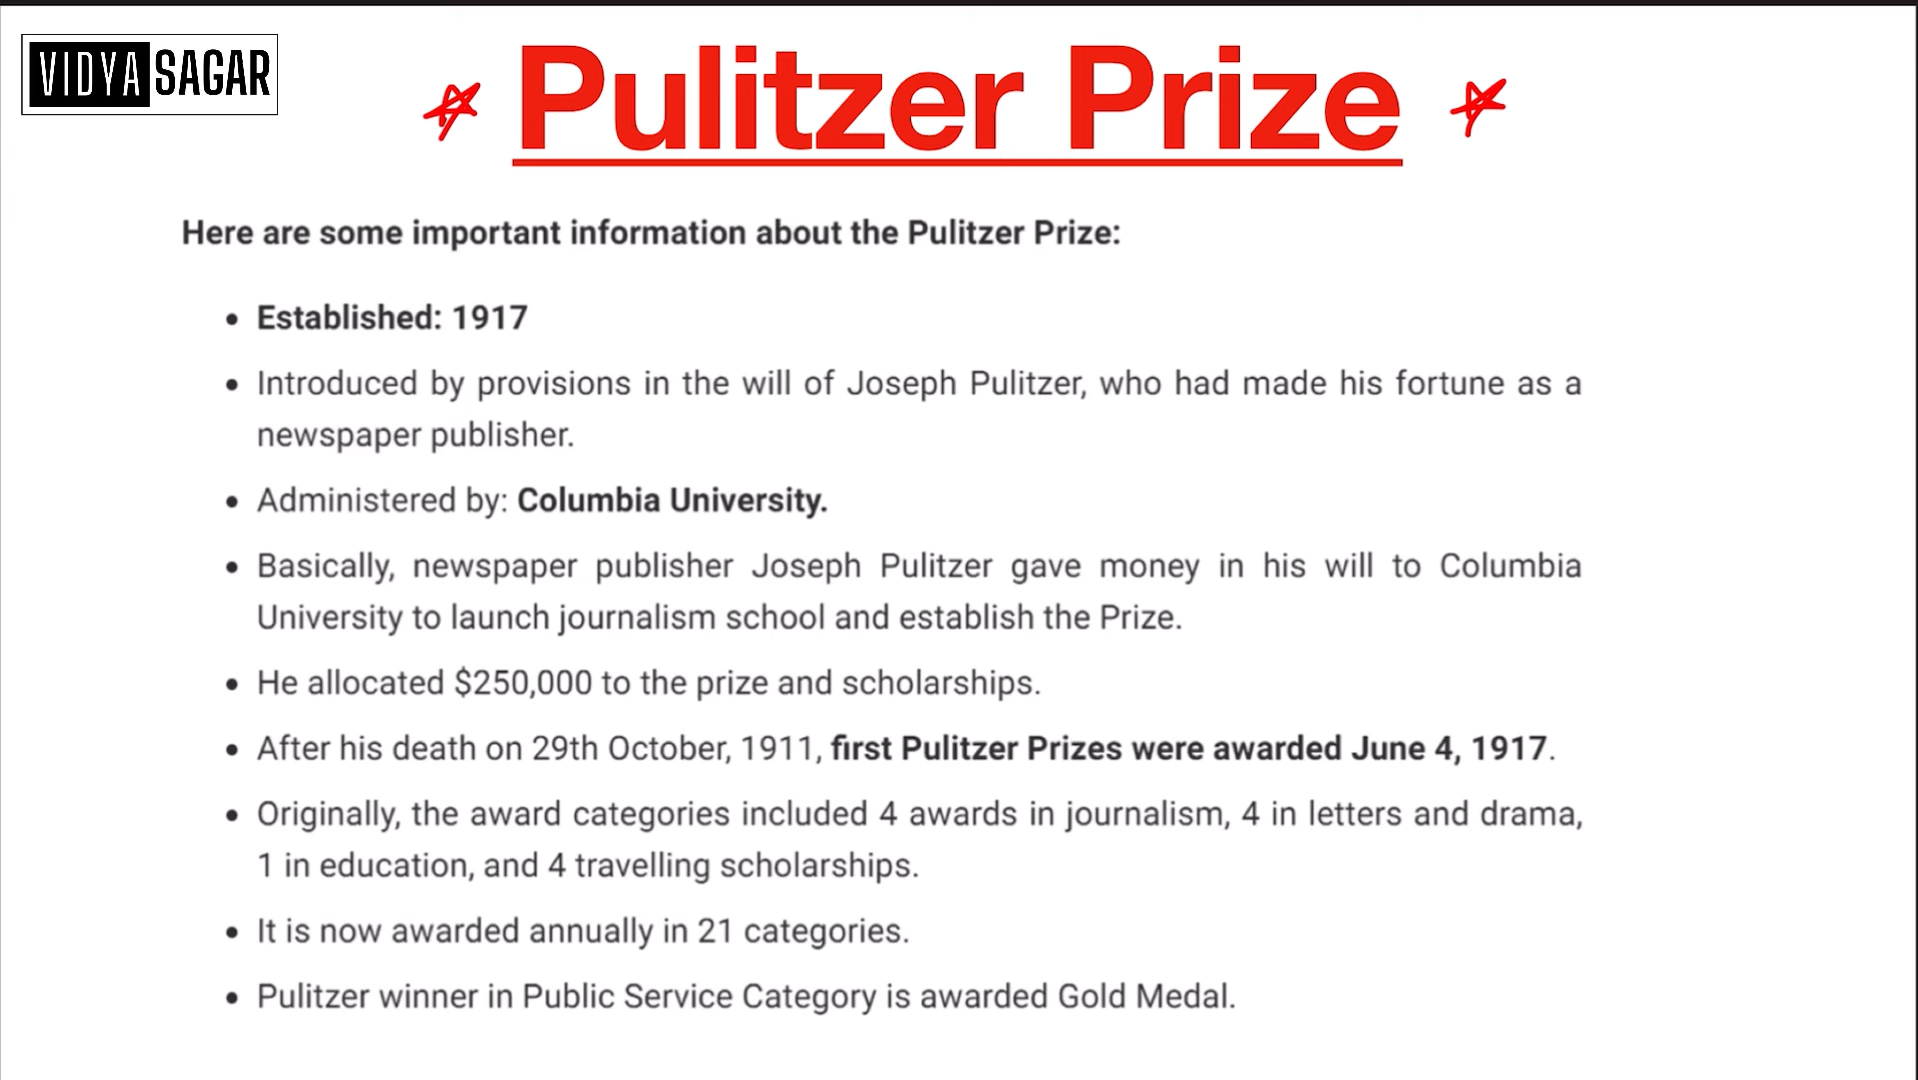 VIDYA SAGAR
Pulitzer Prize
Here are some important information about the Pulitzer Prize:
• Established: 1917
• Introduced by provisions in the will of Joseph Pulitzer, who had made his fortune as a
newspaper publisher.
• Administered by: Columbia University.
• Basically, newspaper publisher Joseph Pulitzer gave money in his will to Columbia
University to launch journalism school and establish the Prize.
• He allocated $250,000 to the prize and scholarships.
• After his death on 29th October, 1911, first Pulitzer Prizes were awarded June 4, 1917.
• Originally, the award categories included 4 awards in journalism, 4 in letters and drama,
1 in education, and 4 travelling scholarships.
• It is now awarded annually in 21 categories.
• Pulitzer winner in Public Service Category is awarded Gold Medal.